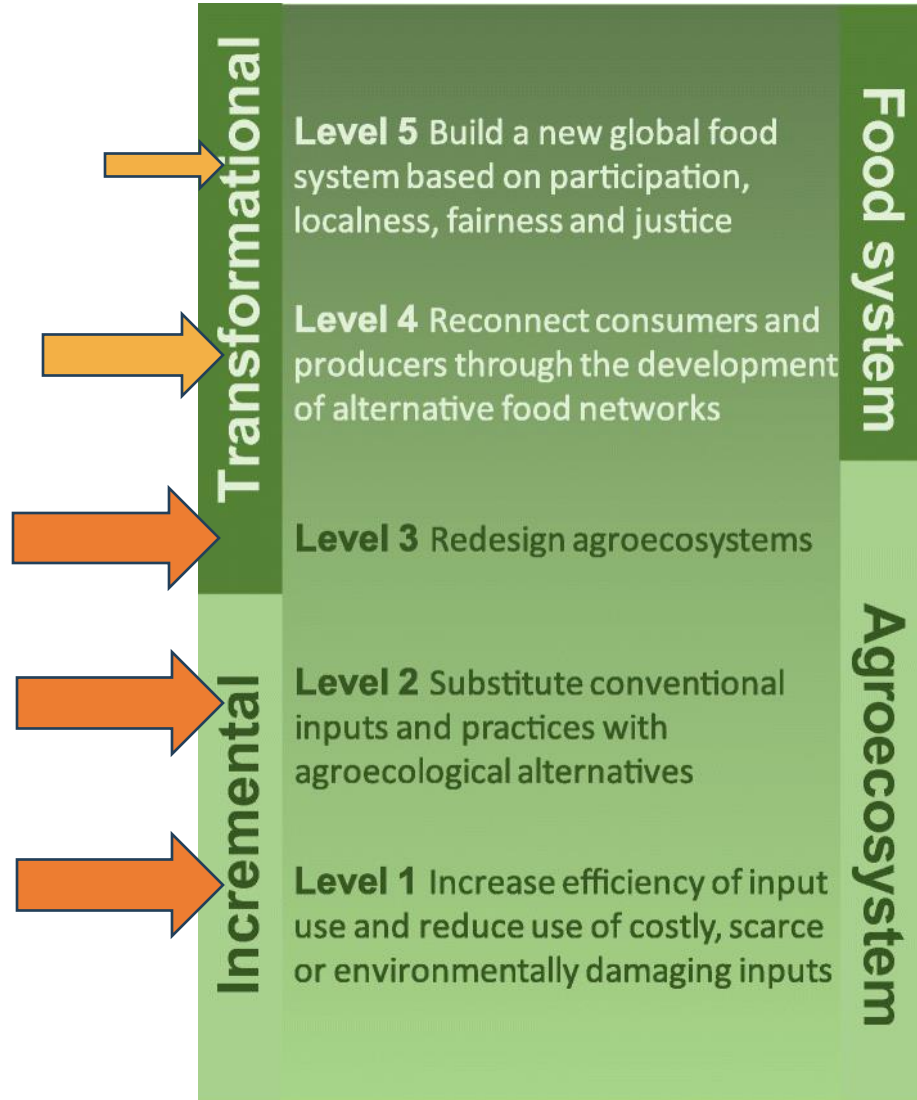 Transformational
Level 5 Build a new global food
system based on participation,
localness, fairness and justice
Level 4 Reconnect consumers and
producers through the development
of alternative food networks
Food system
Level 3 Redesign agroecosystems
Incremental
Level 2 Substitute conventional
inputs and practices with
agroecological alternatives
Level 1 Increase efficiency of input
use and reduce use of costly, scarce
or environmentally damaging inputs
Agroecosystem